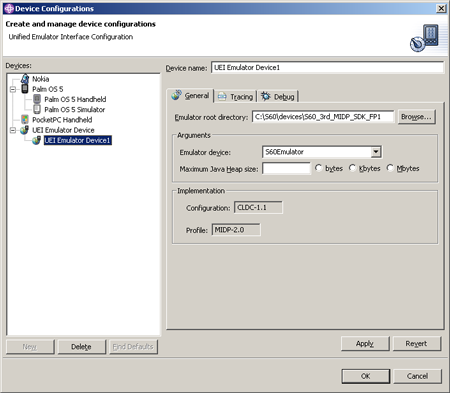 Device Configurations
Create and manage device configurations
Unified Emulator Interface Configuration
Devices:
Nokia
Palm OS 5
Palm OS 5 Handheld
Palm OS 5 Simulator
PocketPC Handheld
UEI Emulator Device
UEI Emulator Device1
New
Delete
Find Defaults
Device name: UEI Emulator Device1
General Tracing Debug
Emulator root directory: C:\S60\devices\S60_3rd_MIDP_SDK_FP1 Browse...
Arguments
Emulator device: S60Emulator
Maximum Java Heap size: bytes Kbytes Mbytes
Implementation
Configuration: CLDC-1.1
Profile: MIDP-2.0
Apply Revert
OK Cancel